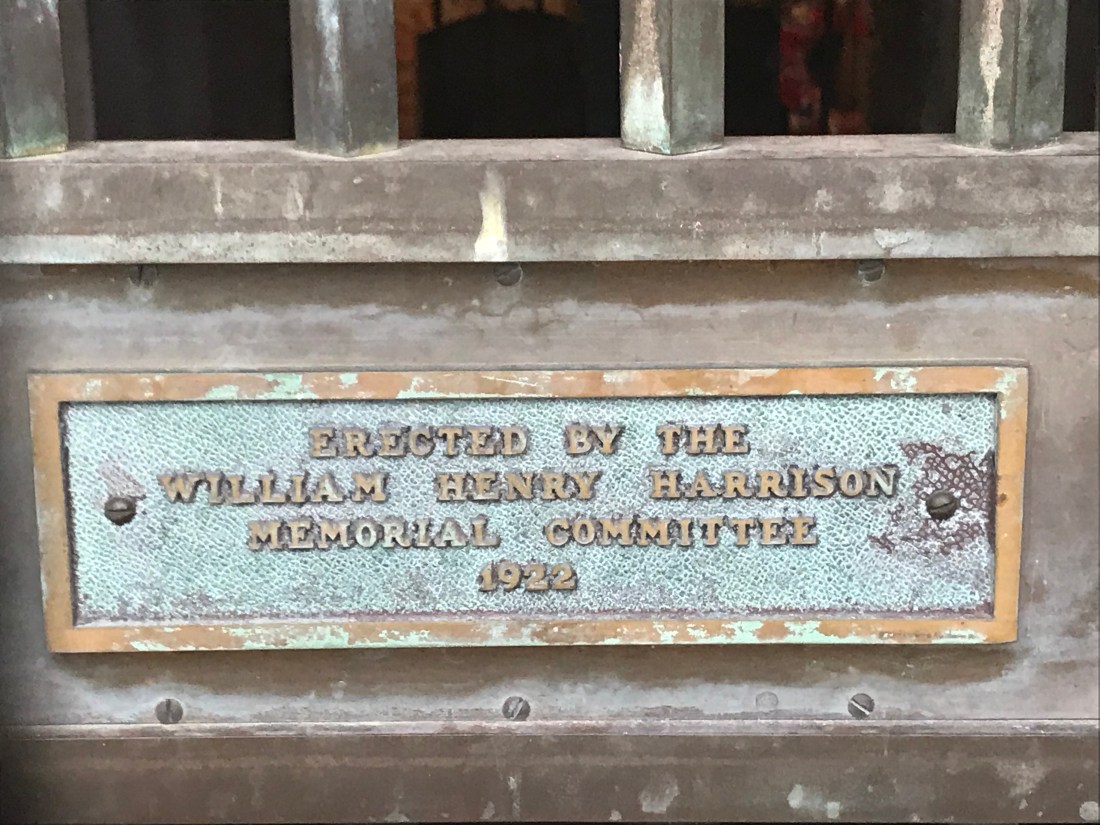 ERECTED BY THE
WILLIAM HENRY HARRISON
MEMORIAL COMMITTEE
1922